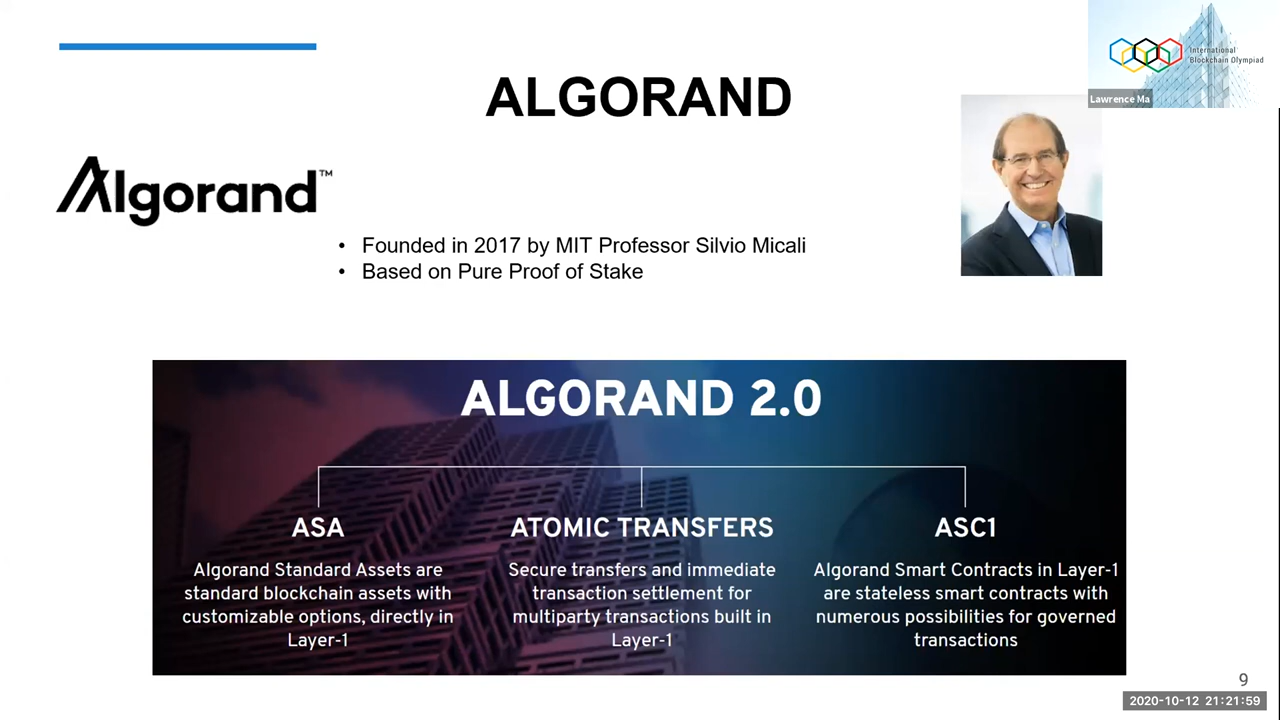 International
Blockchain Olympiad
Lawrence Ma
ALGORAND
Algorand™
• Founded in 2017 by MIT Professor Silvio Micali
• Based on Pure Proof of Stake
ALGORAND 2.0
ASA
Algorand Standard Assets are
standard blockchain assets with
customizable options, directly in
Layer-1
ATOMIC TRANSFERS
Secure transfers and immediate
transaction settlement for
multiparty transactions built in
Layer-1
ASC1
Algorand Smart Contracts in Layer-1
are stateless smart contracts with
numerous possibilities for governed
transactions
9
2020-10-12 21:21:59